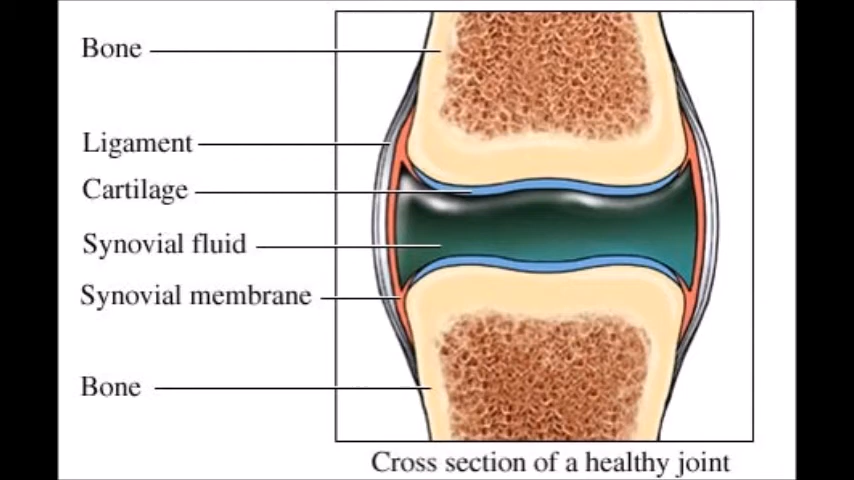 Bone
Ligament
Cartilage
Synovial fluid
Synovial membrane
Bone
Cross section of a healthy joint